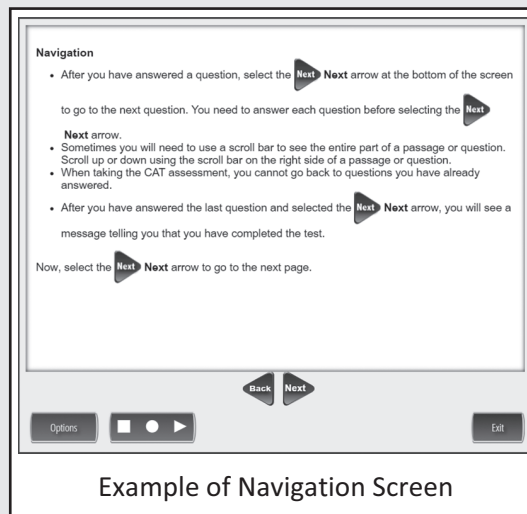 Navigation
• After you have answered a question, select the Next Next arrow at the bottom of the screen
to go to the next question. You need to answer each question before selecting the Next
Next arrow.
• Sometimes you will need to use a scroll bar to see the entire part of a passage or question.
Scroll up or down using the scroll bar on the right side of a passage or question.
• When taking the CAT assessment, you cannot go back to questions you have already
answered.
• After you have answered the last question and selected the Next Next arrow, you will see a
message telling you that you have completed the test.
Now, select the Next Next arrow to go to the next page.
Back Next
Options Exit
Example of Navigation Screen